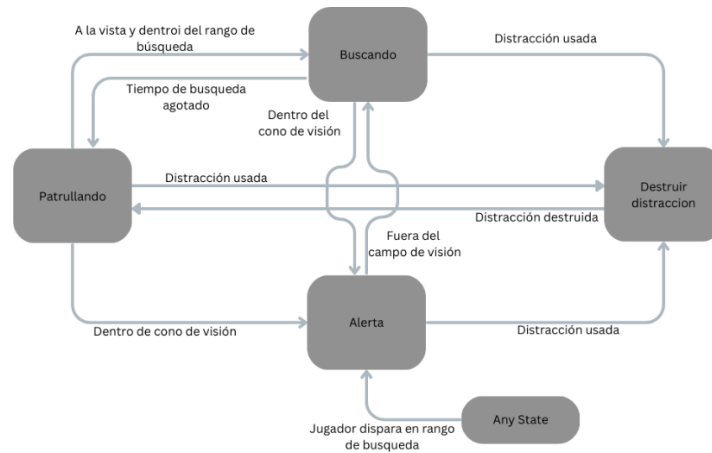 A la vista y dentroi del rango de
búsqueda
Buscando
Distracción usada
Tiempo de busqueda
agotado
Dentro del
cono de visión
Patrullando
Distracción usada
Destruir
distraccion
Distracción destruida
Fuera del
campo de visión
Dentro de cono de visión
Alerta
Distracción usada
Any State
Jugador dispara en rango
de busqueda